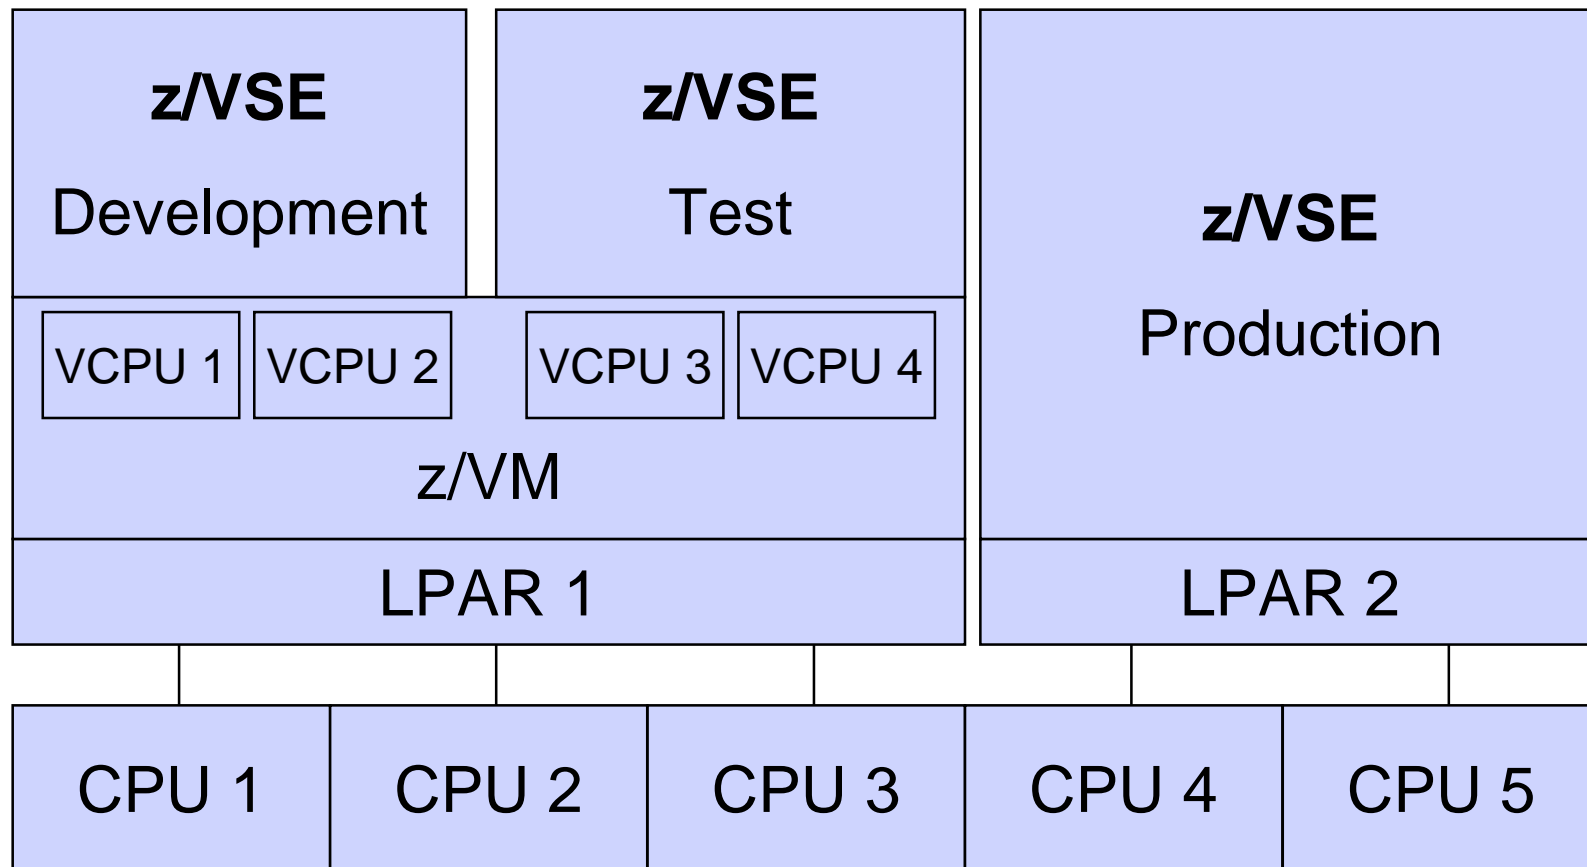 z/VSE
Development
z/VSE
Test
z/VSE
Production
VCPU 1
VCPU 2
VCPU 3
VCPU 4
z/VM
LPAR 1
LPAR 2
CPU 1
CPU 2
CPU 3
CPU 4
CPU 5